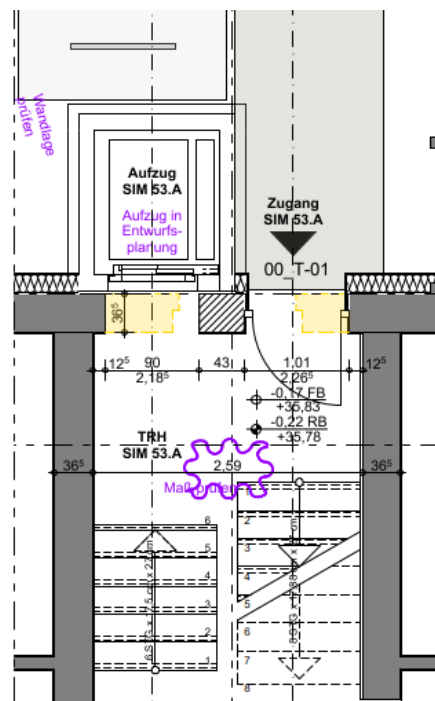 Wandlage
prüfen
Aufzug
SIM 53.A
Aufzug in
Entwurfs-
planung
Zugang
SIM 53.A
00_T-01
36⁵
12⁵ 90 43 1,01 12⁵
2,18⁵ 2,26⁵
-0,17 FB
+35,83
-0,22 RB
+35,78
TRH
SIM 53.A
36⁵ 2,59 36⁵
Maß prüfen
6
5
4
3
2
1
1
2
3
4
5
6
7
8